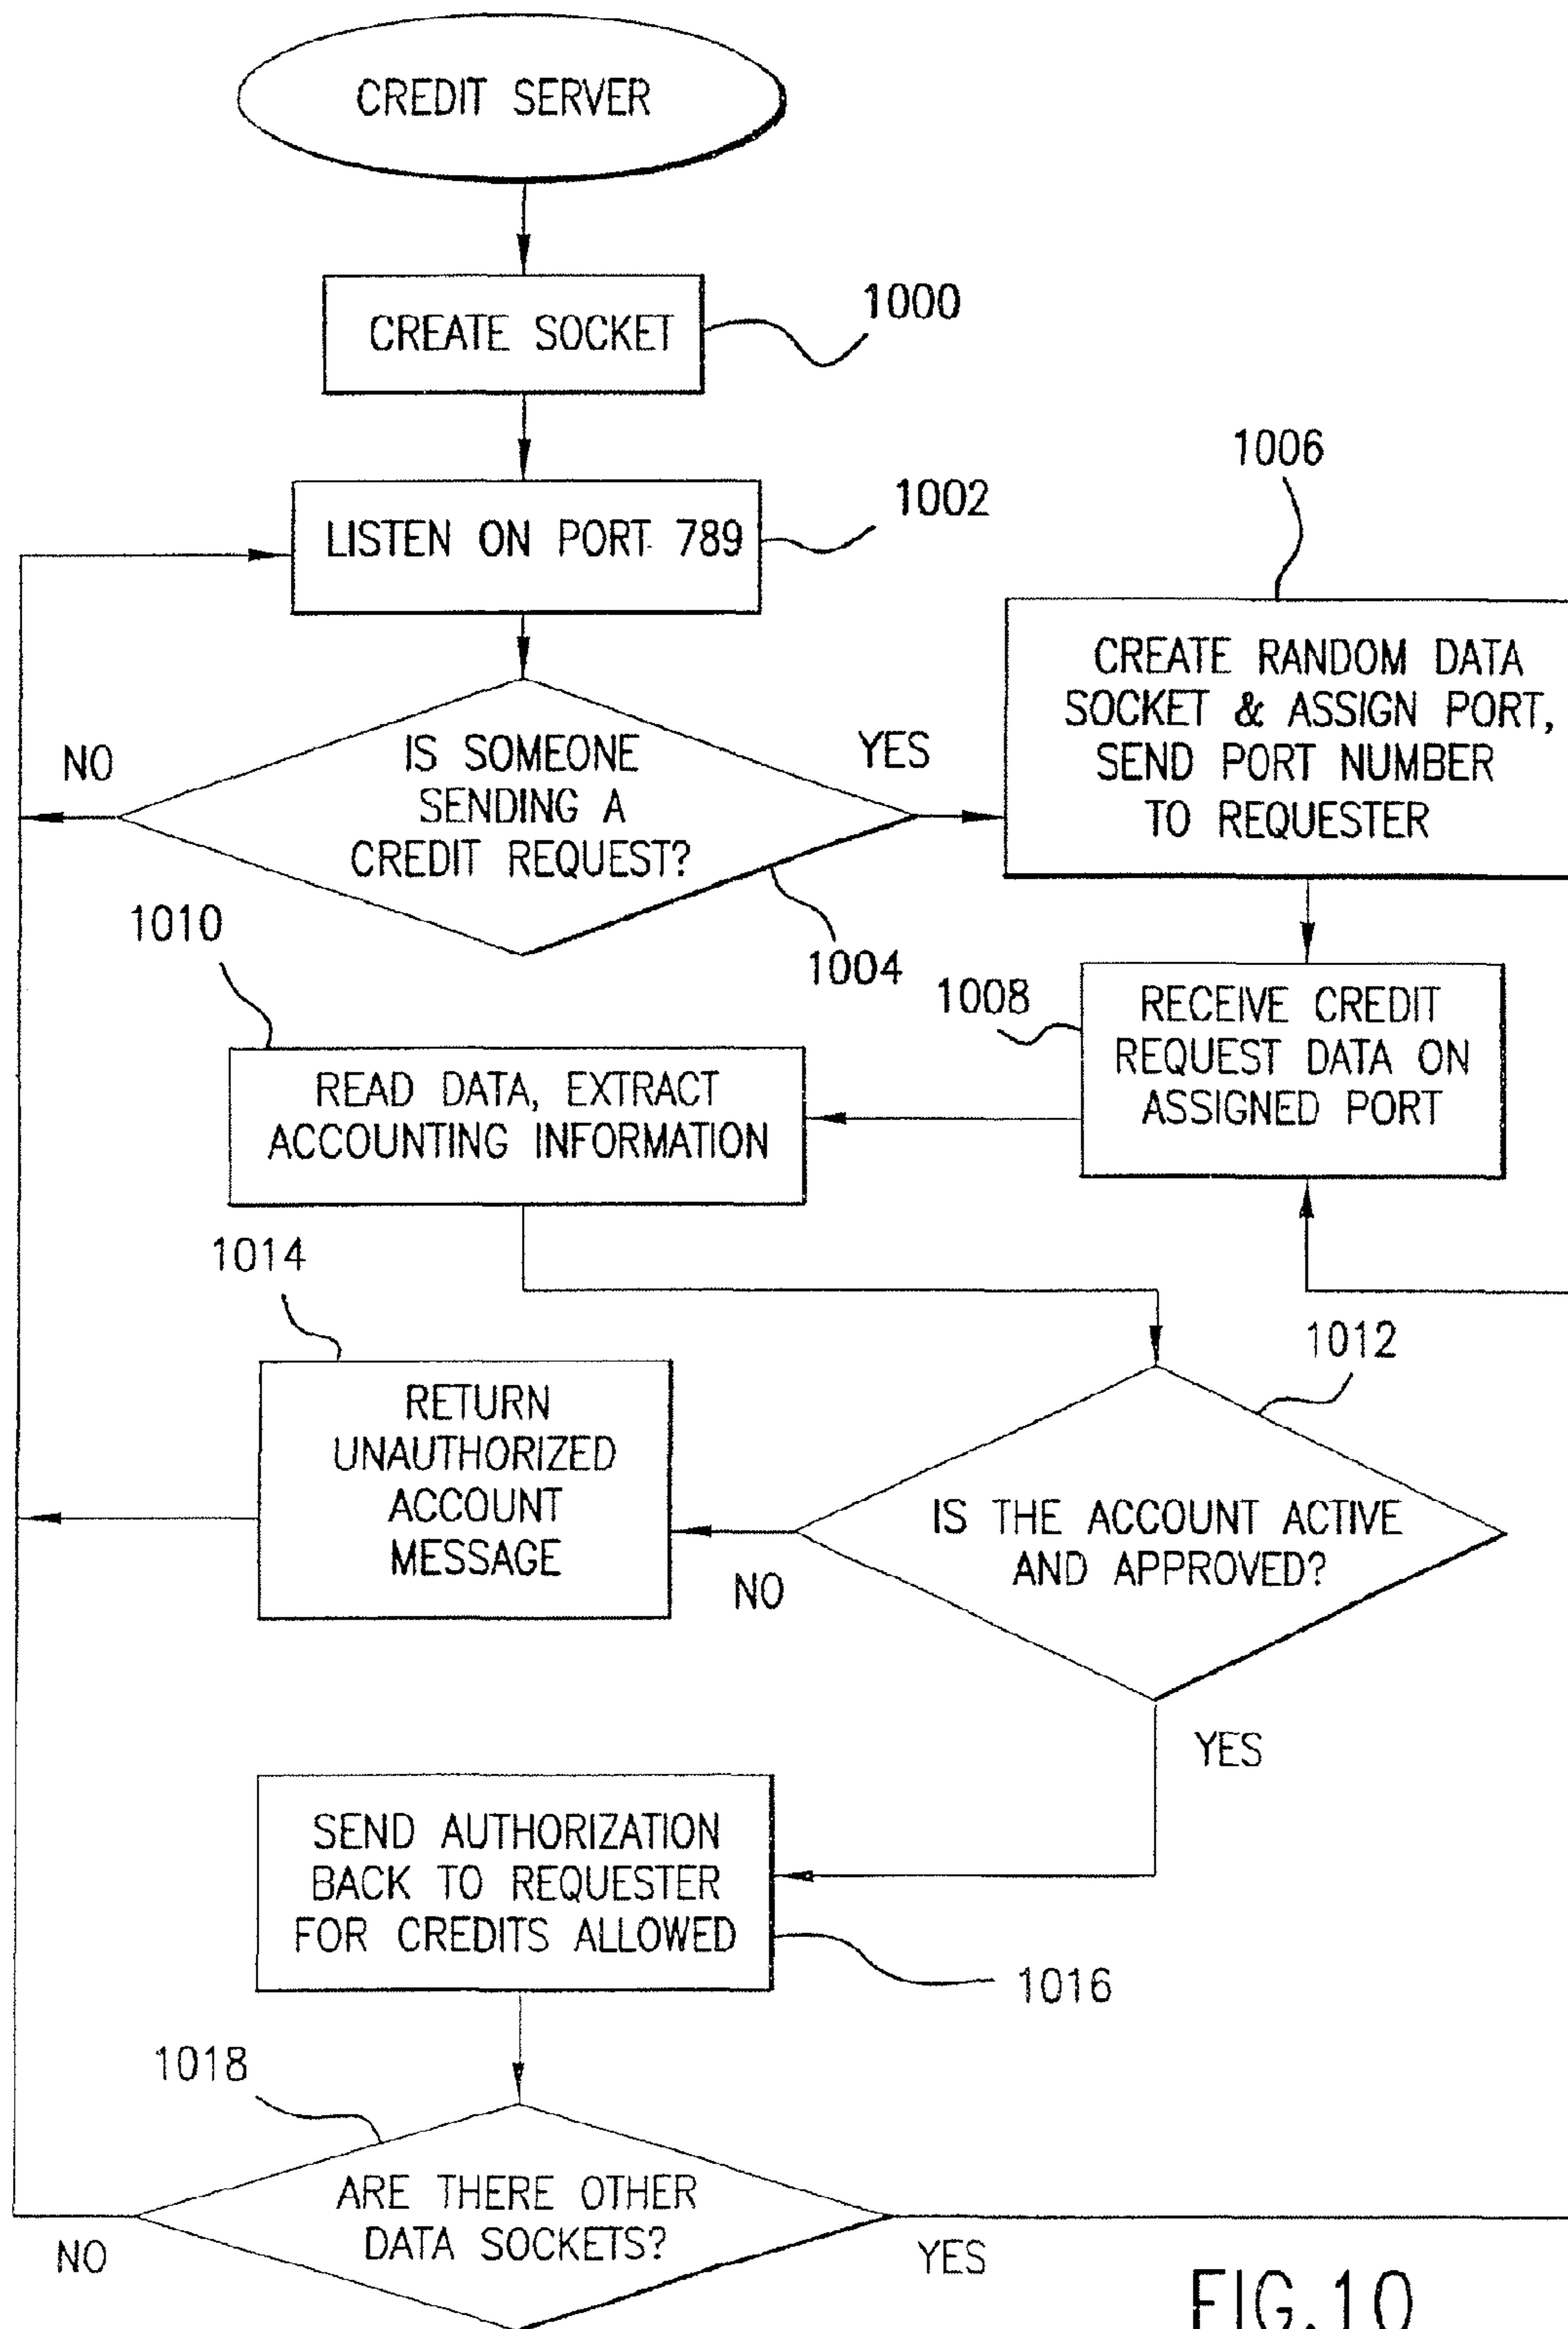 CREDIT SERVER
CREATE SOCKET
1000
LISTEN ON PORT 789
1002
1006
CREATE RANDOM DATA
SOCKET & ASSIGN PORT,
SEND PORT NUMBER
TO REQUESTER
NO
IS SOMEONE
SENDING A
CREDIT REQUEST?
YES
1004
1010
READ DATA, EXTRACT
ACCOUNTING INFORMATION
1008
RECEIVE CREDIT
REQUEST DATA ON
ASSIGNED PORT
1014
RETURN
UNAUTHORIZED
ACCOUNT
MESSAGE
1012
IS THE ACCOUNT ACTIVE
AND APPROVED?
NO
YES
SEND AUTHORIZATION
BACK TO REQUESTER
FOR CREDITS ALLOWED
1016
1018
ARE THERE OTHER
DATA SOCKETS?
NO
YES
FIG.10